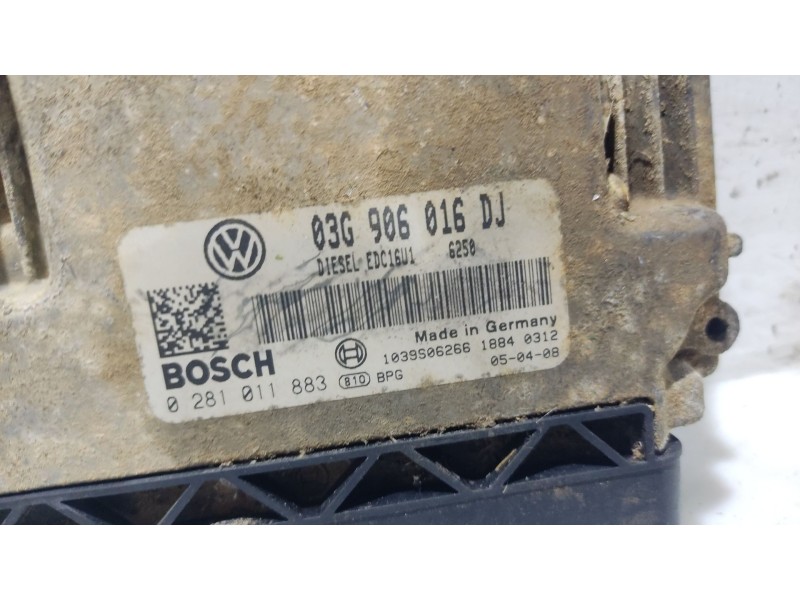 03G 906 016 DJ
DIESEL EDC16U1 6250
Made in Germany
BOSCH 1039S06266 1884 0312
0 281 011 883 810 BPG 05-04-08